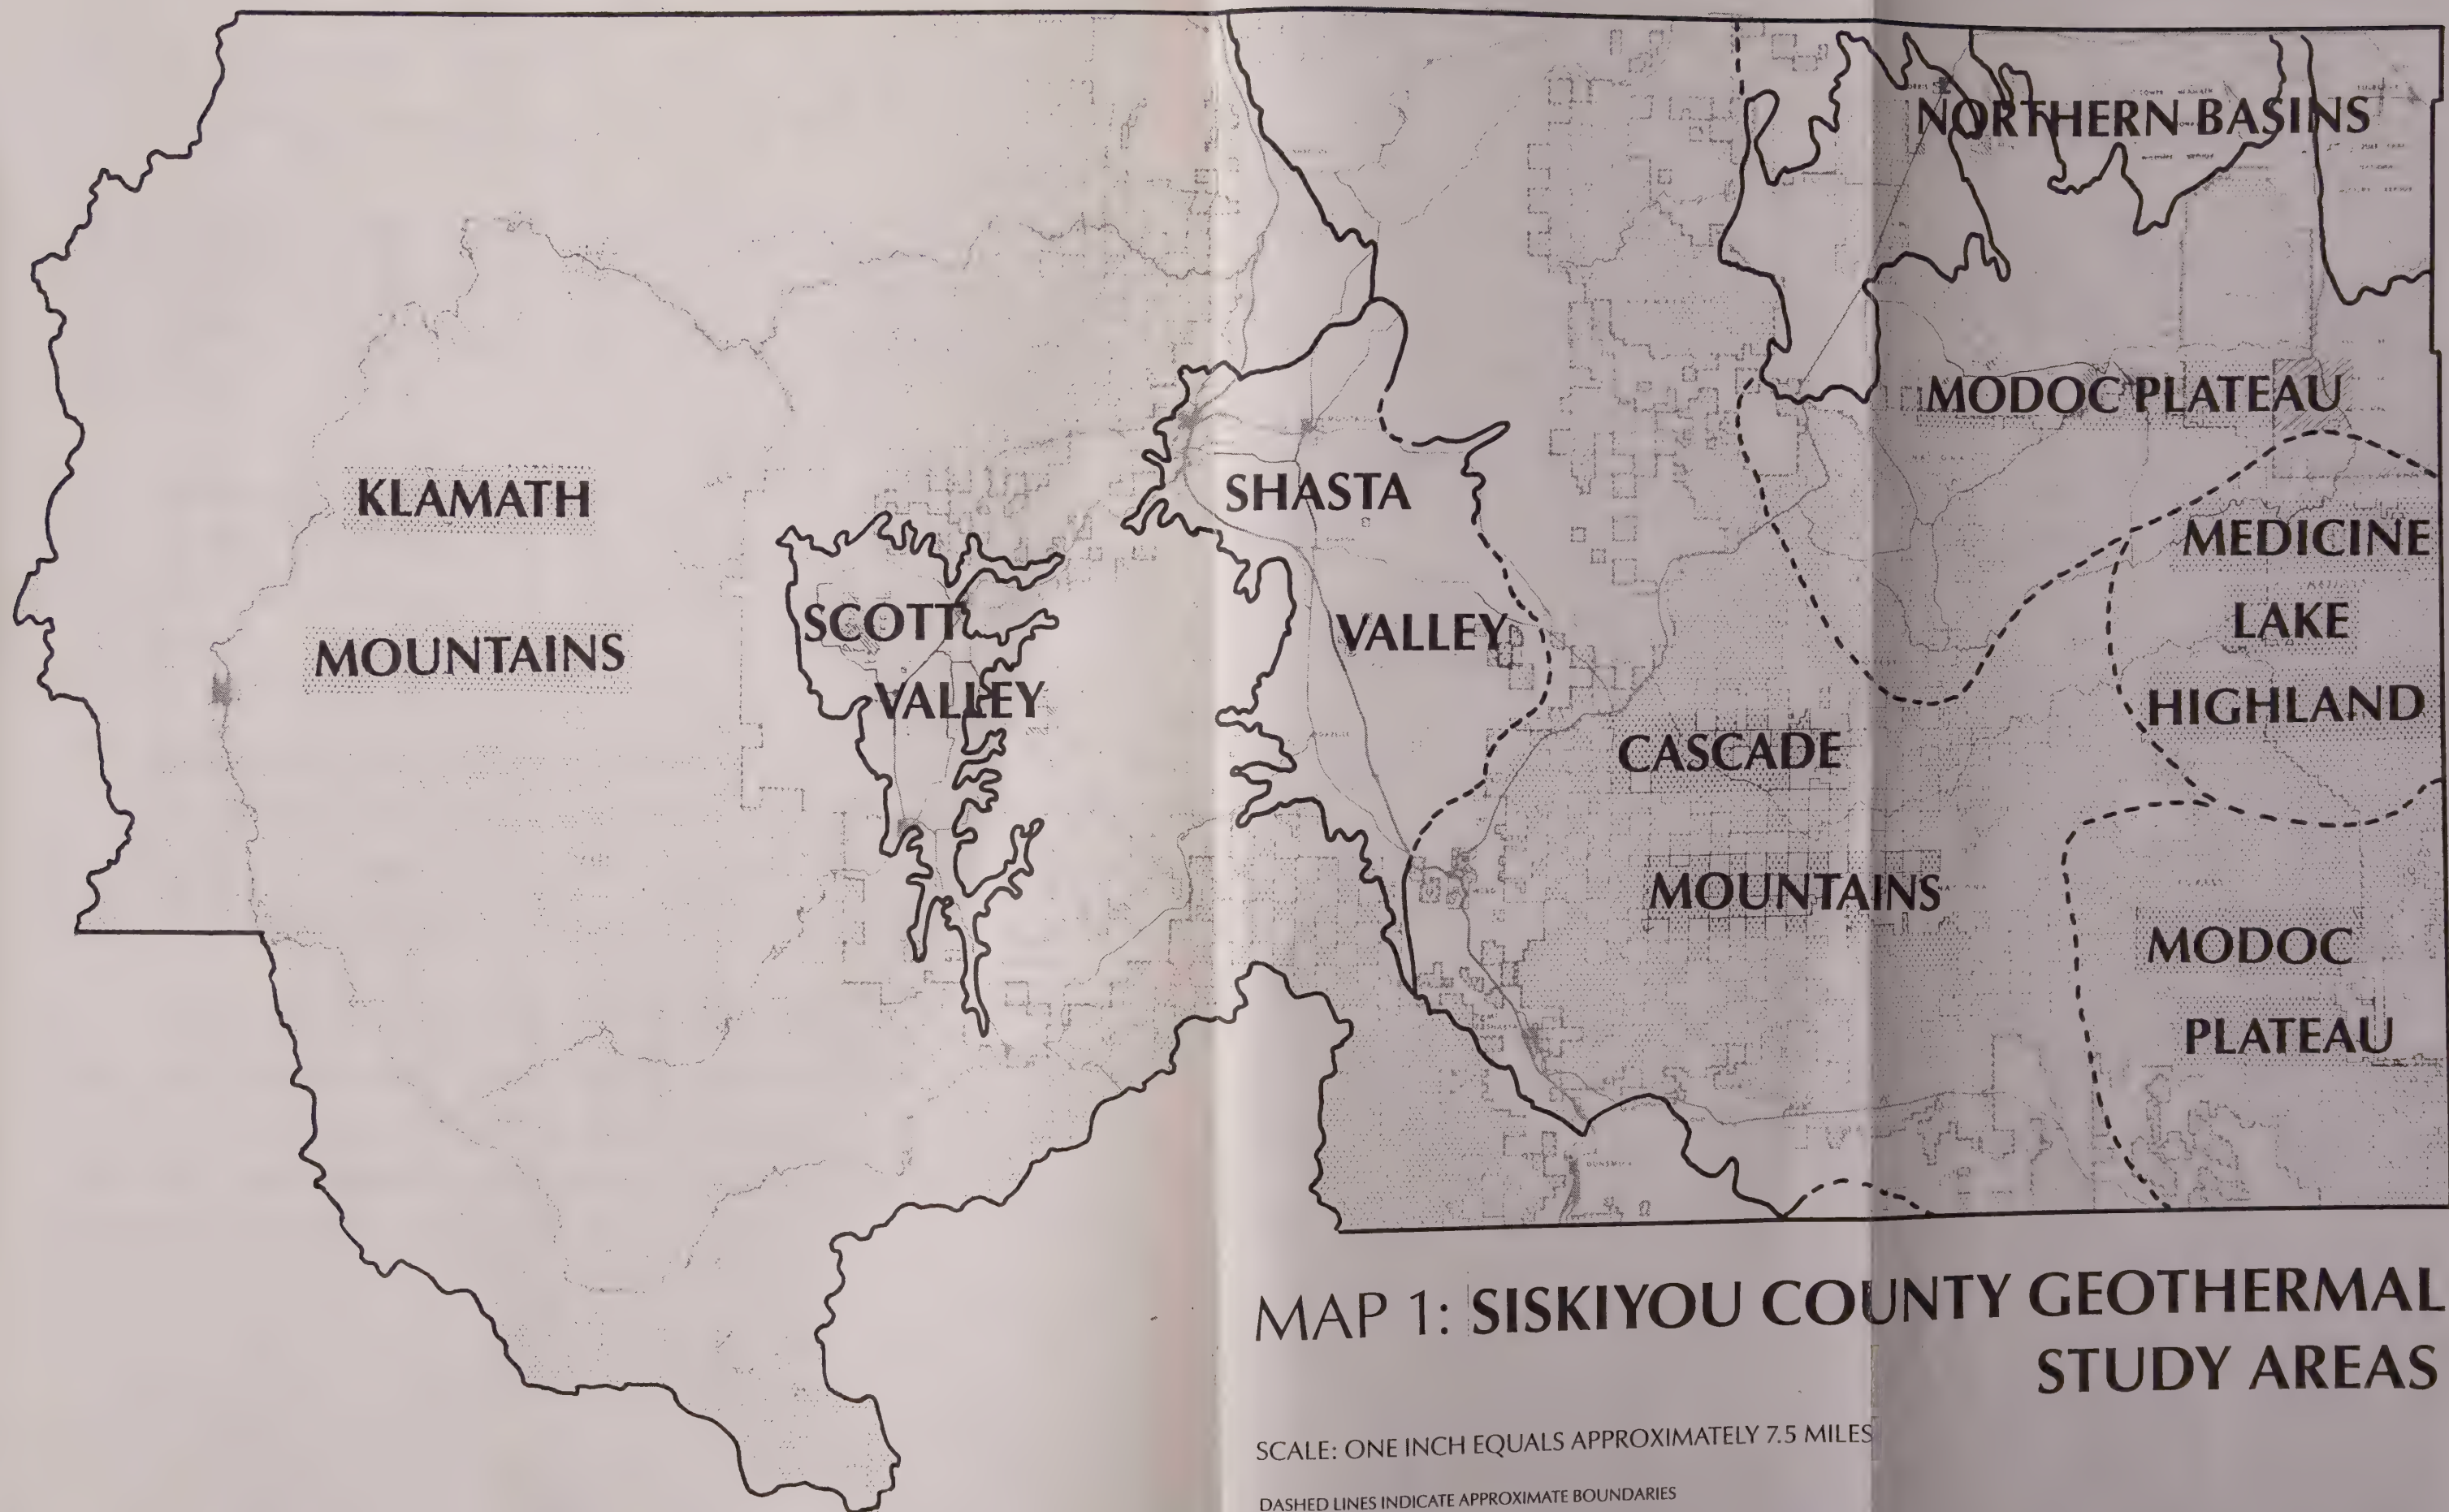 NORTHERN BASINS
MODOC PLATEAU
KLAMATH
MOUNTAINS
SHASTA
VALLEY
SCOTT
VALLEY
MEDICINE
LAKE
HIGHLAND
CASCADE
MOUNTAINS
MODOC
PLATEAU
DUNSMUIR
MAP 1: SISKIYOU COUNTY GEOTHERMAL
STUDY AREAS
SCALE: ONE INCH EQUALS APPROXIMATELY 7.5 MILES
DASHED LINES INDICATE APPROXIMATE BOUNDARIES